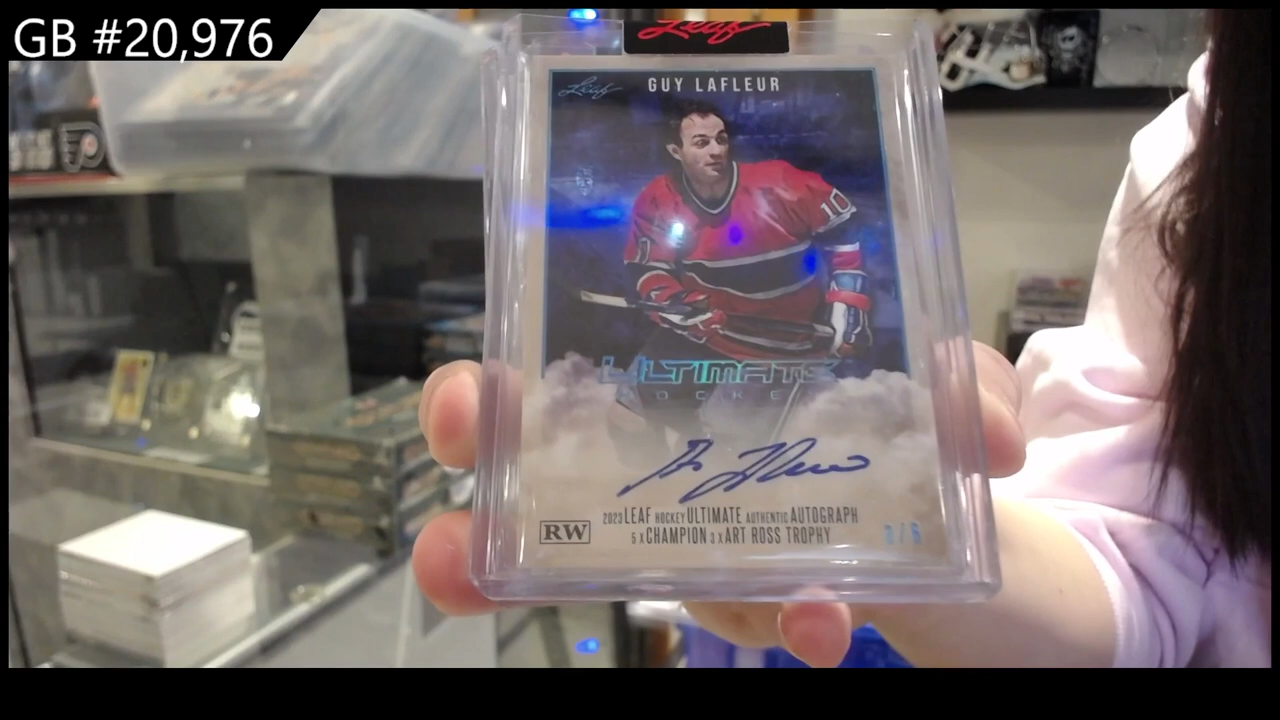 GB #20,976
Leaf
Leaf
GUY LAFLEUR
10
ULTIMATE
HOCKEY
2023 LEAF HOCKEY ULTIMATE AUTHENTIC AUTOGRAPH
5 X CHAMPION 3 X ART ROSS TROPHY
RW